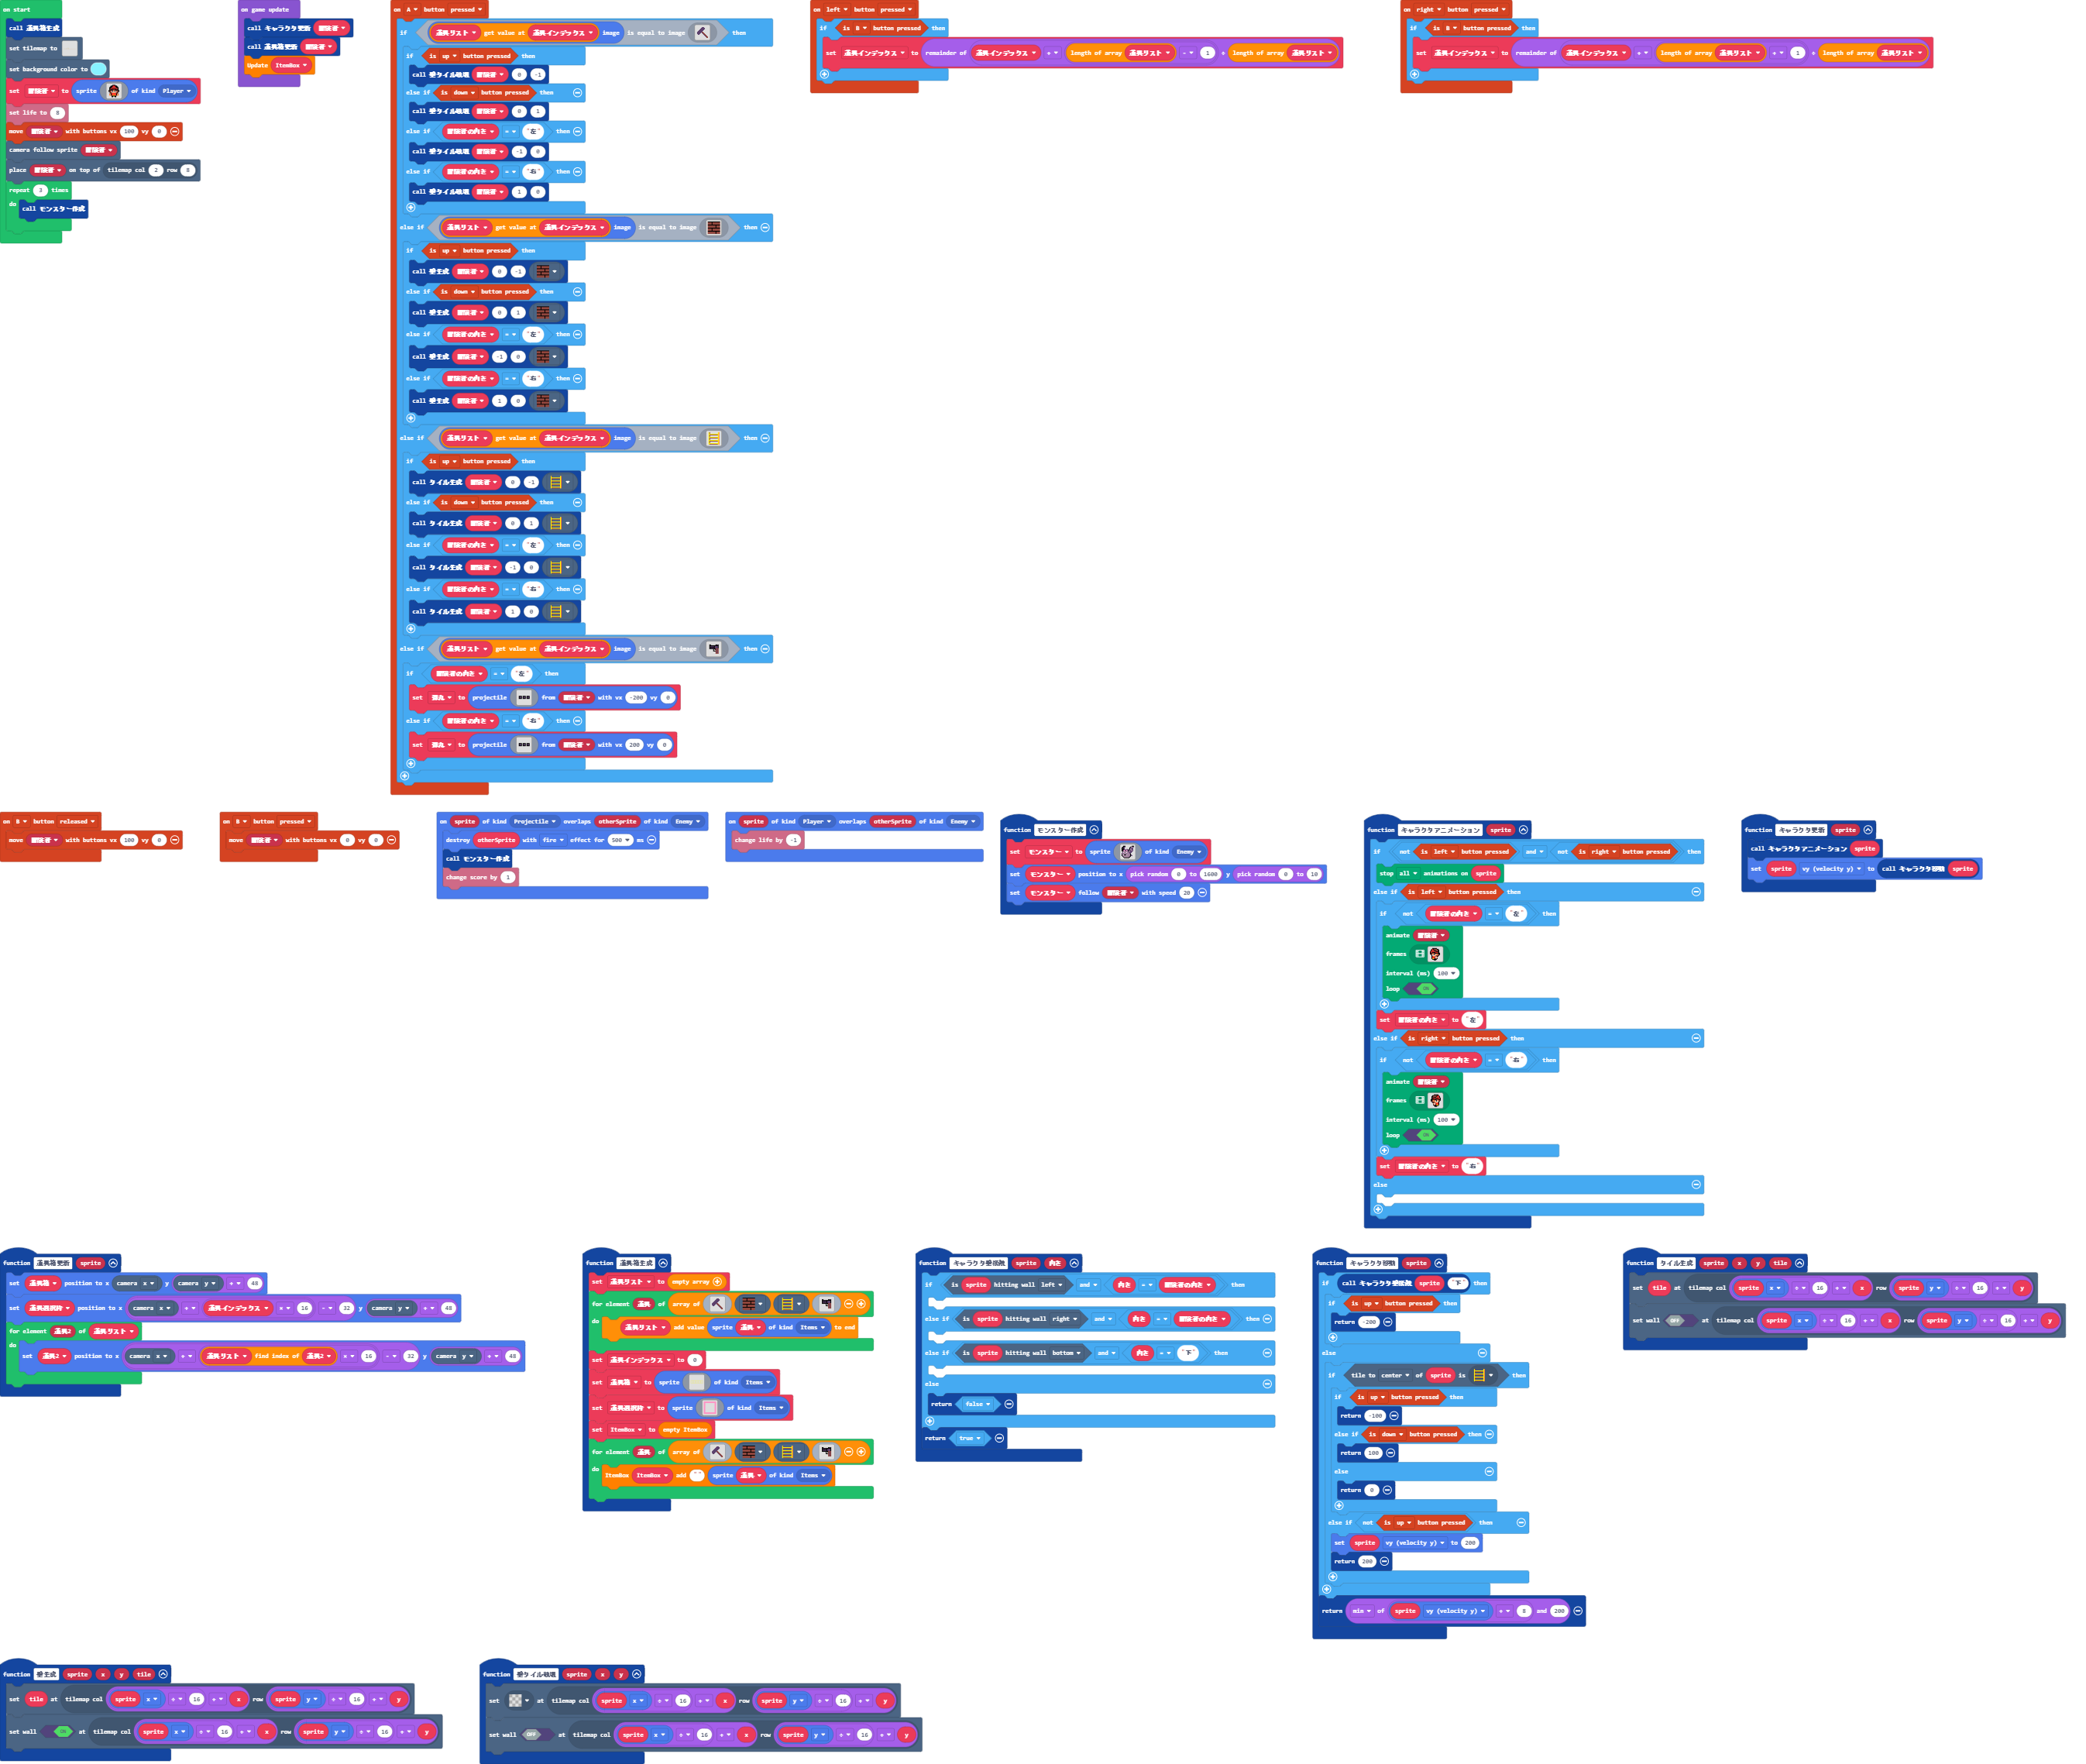 on start
call 道具箱生成
set tilemap to
set background color to
set 冒険者 to sprite of kind Player
set life to 8
move 冒険者 with buttons vx 100 vy 0
camera follow sprite 冒険者
place 冒険者 on top of tilemap col 2 row 8
repeat 3 times
do
call モンスター作成
on game update
call キャラクタ更新 冒険者
call 道具箱更新 冒険者
Update ItemBox
on A button pressed
if 道具リスト get value at 道具インデックス image is equal to image then
if is up button pressed then
call 壁タイル破壊 冒険者 0 -1
else if is down button pressed then
call 壁タイル破壊 冒険者 0 1
else if 冒険者の向き = "左" then
call 壁タイル破壊 冒険者 -1 0
else if 冒険者の向き = "右" then
call 壁タイル破壊 冒険者 1 0
else if 道具リスト get value at 道具インデックス image is equal to image then
if is up button pressed then
call 壁生成 冒険者 0 -1
else if is down button pressed then
call 壁生成 冒険者 0 1
else if 冒険者の向き = "左" then
call 壁生成 冒険者 -1 0
else if 冒険者の向き = "右" then
call 壁生成 冒険者 1 0
else if 道具リスト get value at 道具インデックス image is equal to image then
if is up button pressed then
call タイル生成 冒険者 0 -1
else if is down button pressed then
call タイル生成 冒険者 0 1
else if 冒険者の向き = "左" then
call タイル生成 冒険者 -1 0
else if 冒険者の向き = "右" then
call タイル生成 冒険者 1 0
else if 道具リスト get value at 道具インデックス image is equal to image then
if 冒険者の向き = "左" then
set 弾丸 to projectile from 冒険者 with vx -200 vy 0
else if 冒険者の向き = "右" then
set 弾丸 to projectile from 冒険者 with vx 200 vy 0
on left button pressed
if is B button pressed then
set 道具インデックス to remainder of 道具インデックス + length of array 道具リスト - 1 ÷ length of array 道具リスト
on right button pressed
if is B button pressed then
set 道具インデックス to remainder of 道具インデックス + length of array 道具リスト + 1 ÷ length of array 道具リスト
on B button released
move 冒険者 with buttons vx 100 vy 0
on B button pressed
move 冒険者 with buttons vx 0 vy 0
on sprite of kind Projectile overlaps otherSprite of kind Enemy
destroy otherSprite with fire effect for 500 ms
call モンスター作成
change score by 1
on sprite of kind Player overlaps otherSprite of kind Enemy
change life by -1
function モンスター作成
set モンスター to sprite of kind Enemy
set モンスター position to x pick random 0 to 1600 y pick random 0 to 10
set モンスター follow 冒険者 with speed 20
function キャラクタアニメーション sprite
if not is left button pressed and not is right button pressed then
stop all animations on sprite
else if is left button pressed then
if not 冒険者の向き = "左" then
animate 冒険者
frames
interval (ms) 100
loop ON
set 冒険者の向き to "左"
else if is right button pressed then
if not 冒険者の向き = "右" then
animate 冒険者
frames
interval (ms) 100
loop ON
set 冒険者の向き to "右"
else
function キャラクタ更新 sprite
call キャラクタアニメーション sprite
set sprite vy (velocity y) to call キャラクタ移動 sprite
function 道具箱更新 sprite
set 道具箱 position to x camera x y camera y + 48
set 道具選択枠 position to x camera x + 道具インデックス × 16 - 32 y camera y + 48
for element 道具2 of 道具リスト
do
set 道具2 position to x camera x + 道具リスト find index of 道具2 × 16 - 32 y camera y + 48
function 道具箱生成
set 道具リスト to empty array
for element 道具 of array of
do
道具リスト add value sprite 道具 of kind Items to end
set 道具インデックス to 0
set 道具箱 to sprite of kind Items
set 道具選択枠 to sprite of kind Items
set ItemBox to empty ItemBox
for element 道具 of array of
do
ItemBox ItemBox add " " sprite 道具 of kind Items
function キャラクタ壁接触 sprite 向き
if is sprite hitting wall left and 向き = 冒険者の向き then
else if is sprite hitting wall right and 向き = 冒険者の向き then
else if is sprite hitting wall bottom and 向き = "下" then
else
return false
return true
function キャラクタ移動 sprite
if call キャラクタ壁接触 sprite "下" then
if is up button pressed then
return -200
else
if tile to center of sprite is then
if is up button pressed then
return -100
else if is down button pressed then
return 100
else
return 0
else if not is up button pressed then
set sprite vy (velocity y) to 200
return 200
return min of sprite vy (velocity y) + 8 and 200
function タイル生成 sprite x y tile
set tile at tilemap col sprite x ÷ 16 + x row sprite y ÷ 16 + y
set wall OFF at tilemap col sprite x ÷ 16 + x row sprite y ÷ 16 + y
function 壁生成 sprite x y tile
set tile at tilemap col sprite x ÷ 16 + x row sprite y ÷ 16 + y
set wall ON at tilemap col sprite x ÷ 16 + x row sprite y ÷ 16 + y
function 壁タイル破壊 sprite x y
set at tilemap col sprite x ÷ 16 + x row sprite y ÷ 16 + y
set wall OFF at tilemap col sprite x ÷ 16 + x row sprite y ÷ 16 + y